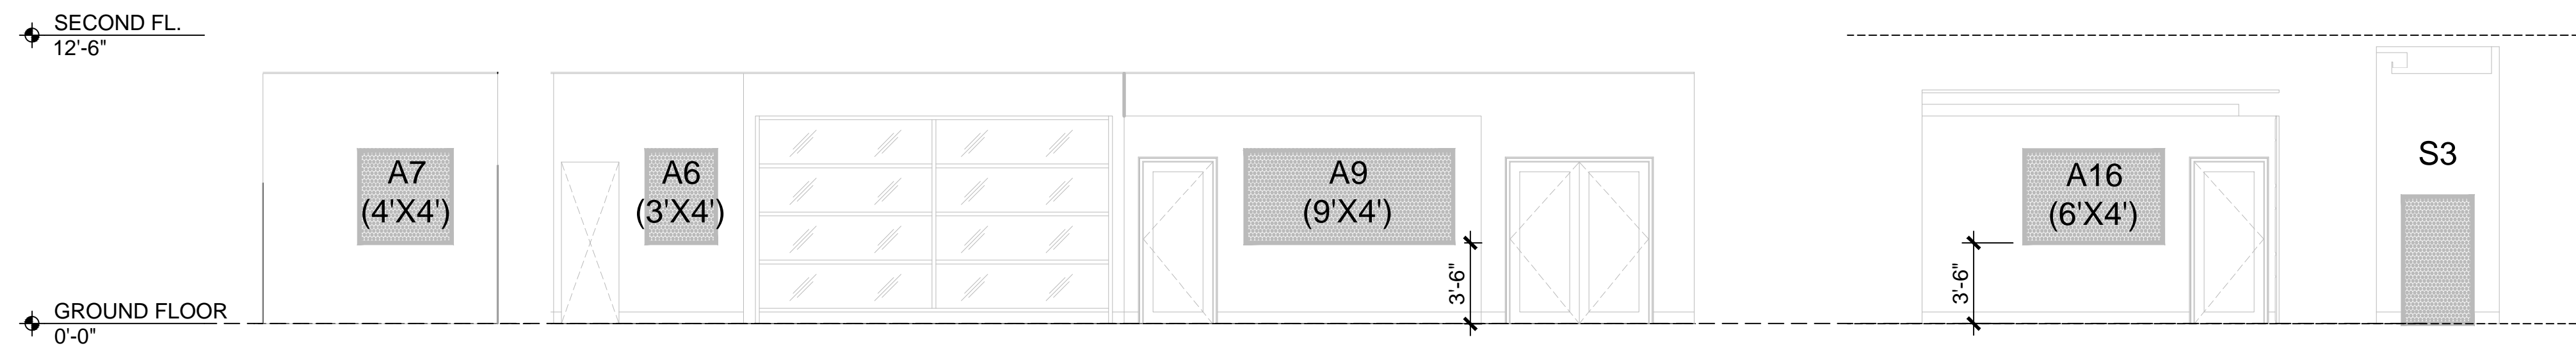 SECOND FL.
12'-6"
A7
(4'X4')
A6
(3'X4')
A9
(9'X4')
3'-6"
A16
(6'X4')
3'-6"
S3
GROUND FLOOR
0'-0"